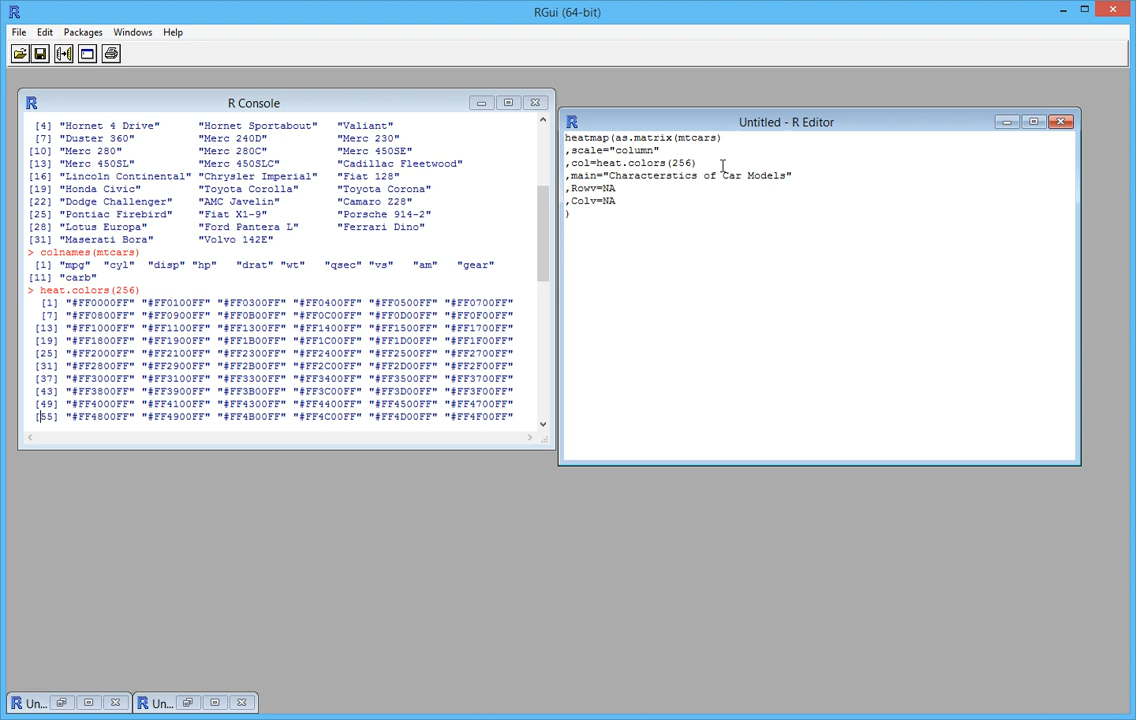 RGui (64-bit)
File Edit Packages Windows Help
R Console
[4] "Hornet 4 Drive" "Hornet Sportabout" "Valiant"
[7] "Duster 360" "Merc 240D" "Merc 230"
[10] "Merc 280" "Merc 280C" "Merc 450SE"
[13] "Merc 450SL" "Merc 450SLC" "Cadillac Fleetwood"
[16] "Lincoln Continental" "Chrysler Imperial" "Fiat 128"
[19] "Honda Civic" "Toyota Corolla" "Toyota Corona"
[22] "Dodge Challenger" "AMC Javelin" "Camaro Z28"
[25] "Pontiac Firebird" "Fiat X1-9" "Porsche 914-2"
[28] "Lotus Europa" "Ford Pantera L" "Ferrari Dino"
[31] "Maserati Bora" "Volvo 142E"
> colnames(mtcars)
[1] "mpg" "cyl" "disp" "hp" "drat" "wt" "qsec" "vs" "am" "gear"
[11] "carb"
> heat.colors(256)
[1] "#FF0000FF" "#FF0100FF" "#FF0300FF" "#FF0400FF" "#FF0500FF" "#FF0700FF"
[7] "#FF0800FF" "#FF0900FF" "#FF0B00FF" "#FF0C00FF" "#FF0D00FF" "#FF0F00FF"
[13] "#FF1000FF" "#FF1100FF" "#FF1300FF" "#FF1400FF" "#FF1500FF" "#FF1700FF"
[19] "#FF1800FF" "#FF1900FF" "#FF1B00FF" "#FF1C00FF" "#FF1D00FF" "#FF1F00FF"
[25] "#FF2000FF" "#FF2100FF" "#FF2300FF" "#FF2400FF" "#FF2500FF" "#FF2700FF"
[31] "#FF2800FF" "#FF2900FF" "#FF2B00FF" "#FF2C00FF" "#FF2D00FF" "#FF2F00FF"
[37] "#FF3000FF" "#FF3100FF" "#FF3300FF" "#FF3400FF" "#FF3500FF" "#FF3700FF"
[43] "#FF3800FF" "#FF3900FF" "#FF3B00FF" "#FF3C00FF" "#FF3D00FF" "#FF3F00FF"
[49] "#FF4000FF" "#FF4100FF" "#FF4300FF" "#FF4400FF" "#FF4500FF" "#FF4700FF"
[55] "#FF4800FF" "#FF4900FF" "#FF4B00FF" "#FF4C00FF" "#FF4D00FF" "#FF4F00FF"
Untitled - R Editor
heatmap(as.matrix(mtcars)
,scale="column"
,col=heat.colors(256)
,main="Characterstics of Car Models"
,Rowv=NA
,Colv=NA
)
Un... Un...